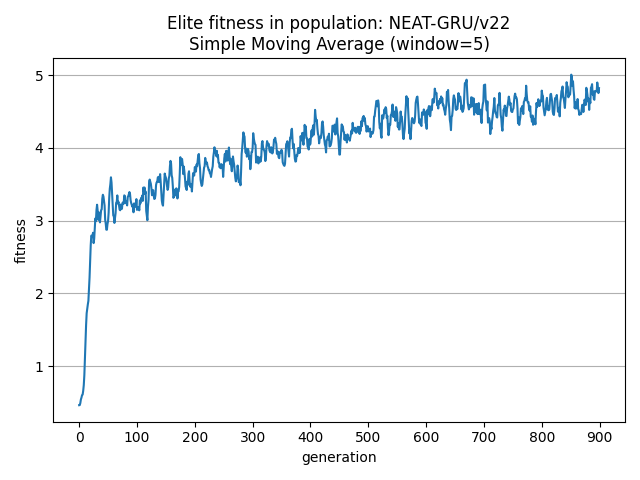 Elite fitness in population: NEAT-GRU/v22
Simple Moving Average (window=5)
5
4
3
2
1
fitness
0 100 200 300 400 500 600 700 800 900
generation